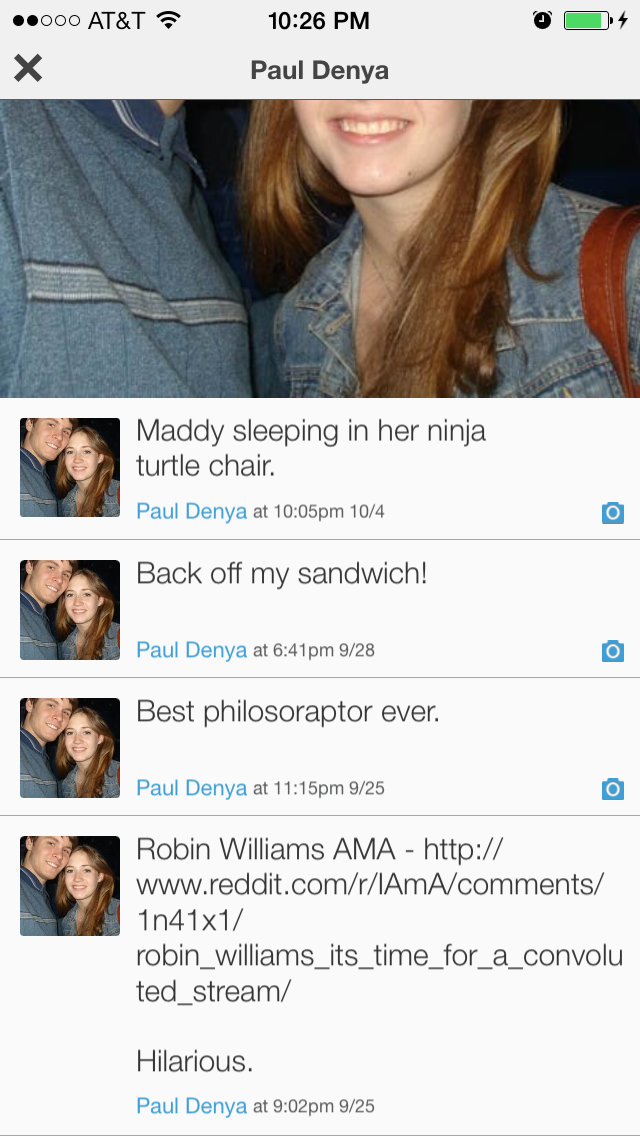 AT&T 10:26 PM
Paul Denya
Maddy sleeping in her ninja
turtle chair.
Paul Denya at 10:05pm 10/4
Back off my sandwich!
Paul Denya at 6:41pm 9/28
Best philosoraptor ever.
Paul Denya at 11:15pm 9/25
Robin Williams AMA - http://
www.reddit.com/r/IAmA/comments/
1n41x1/
robin_williams_its_time_for_a_convolu
ted_stream/
Hilarious.
Paul Denya at 9:02pm 9/25